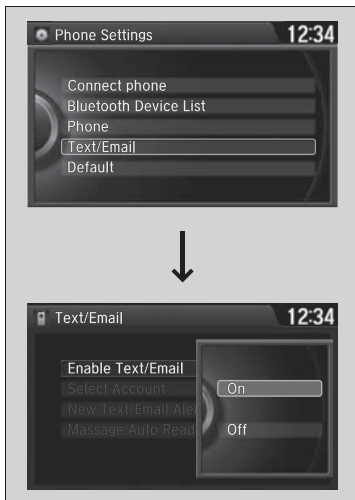 Phone Settings 12:34
Connect phone
Bluetooth Device List
Phone
Text/Email
Default
Text/Email 12:34
Enable Text/Email
On
Select Account
New Text/Email Aler
Massage Auto Read
Off